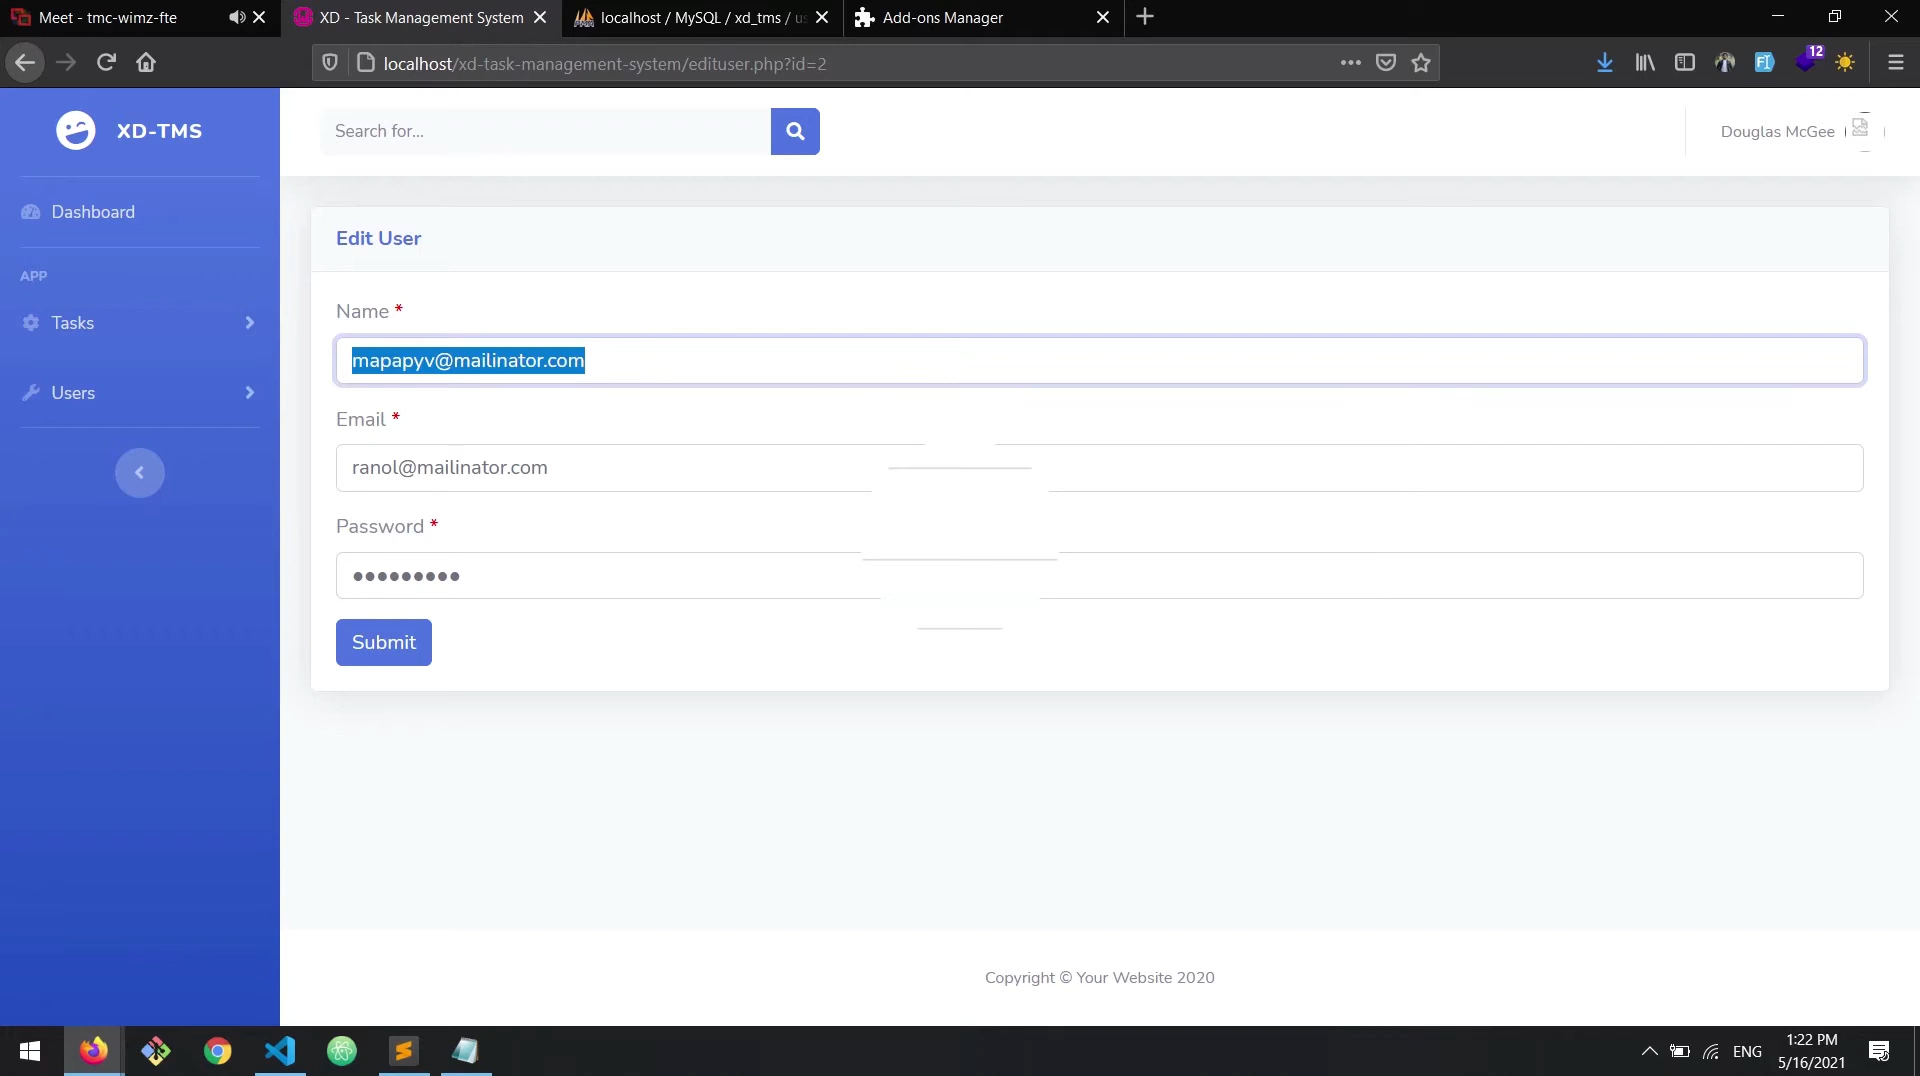 Meet - tmc-wimz-fte
XD - Task Management System
localhost / MySQL / xd_tms / us
Add-ons Manager
localhost/xd-task-management-system/edituser.php?id=2
12
XD-TMS
Search for...
Douglas McGee
Dashboard
APP
Tasks
Users
Edit User
Name *
mapapyv@mailinator.com
Email *
ranol@mailinator.com
Password *
Submit
Copyright © Your Website 2020
ENG
1:22 PM
5/16/2021